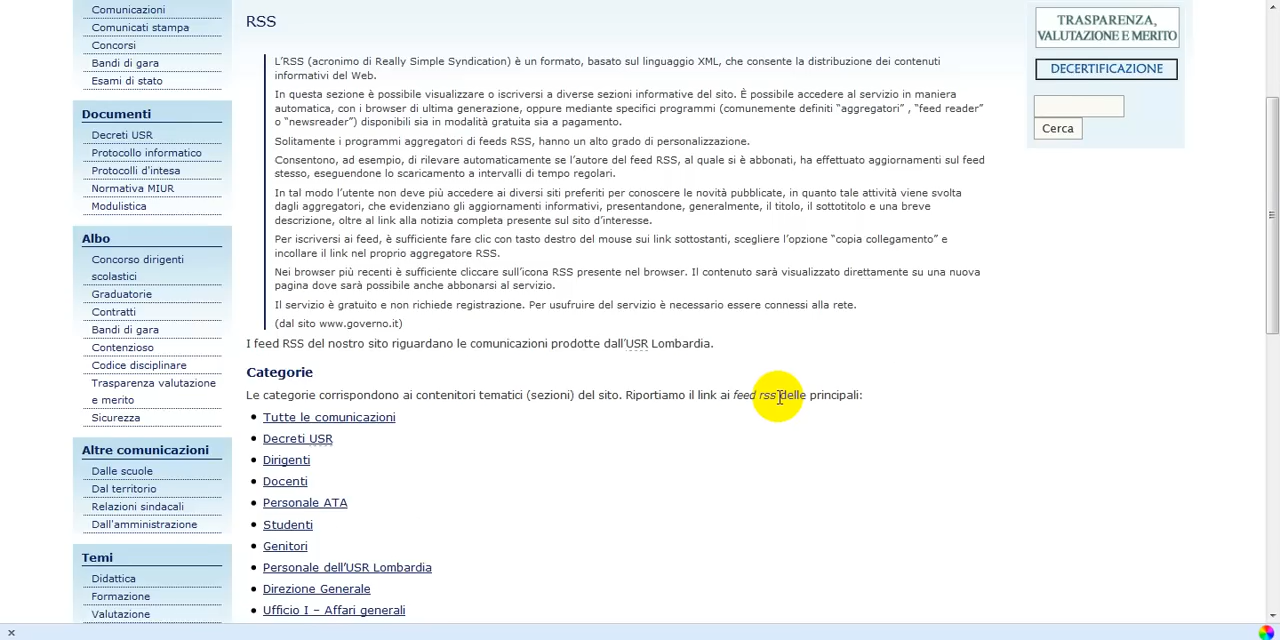 Comunicazioni
Comunicati stampa
Concorsi
Bandi di gara
Esami di stato
Documenti
Decreti USR
Protocollo informatico
Protocolli d'intesa
Normativa MIUR
Modulistica
Albo
Concorso dirigenti
scolastici
Graduatorie
Contratti
Bandi di gara
Contenzioso
Codice disciplinare
Trasparenza valutazione
e merito
Sicurezza
Altre comunicazioni
Dalle scuole
Dal territorio
Relazioni sindacali
Dall'amministrazione
Temi
Didattica
Formazione
Valutazione
RSS
L'RSS (acronimo di Really Simple Syndication) è un formato, basato sul linguaggio XML, che consente la distribuzione dei contenuti
informativi del Web.
In questa sezione è possibile visualizzare o iscriversi a diverse sezioni informative del sito. È possibile accedere al servizio in maniera
automatica, con i browser di ultima generazione, oppure mediante specifici programmi (comunemente definiti “aggregatori” , “feed reader”
o “newsreader”) disponibili sia in modalità gratuita sia a pagamento.
Solitamente i programmi aggregatori di feeds RSS, hanno un alto grado di personalizzazione.
Consentono, ad esempio, di rilevare automaticamente se l'autore del feed RSS, al quale si è abbonati, ha effettuato aggiornamenti sul feed
stesso, eseguendone lo scaricamento a intervalli di tempo regolari.
In tal modo l'utente non deve più accedere ai diversi siti preferiti per conoscere le novità pubblicate, in quanto tale attività viene svolta
dagli aggregatori, che evidenziano gli aggiornamenti informativi, presentandone, generalmente, il titolo, il sottotitolo e una breve
descrizione, oltre al link alla notizia completa presente sul sito d'interesse.
Per iscriversi ai feed, è sufficiente fare clic con tasto destro del mouse sui link sottostanti, scegliere l'opzione “copia collegamento” e
incollare il link nel proprio aggregatore RSS.
Nei browser più recenti è sufficiente cliccare sull'icona RSS presente nel browser. Il contenuto sarà visualizzato direttamente su una nuova
pagina dove sarà possibile anche abbonarsi al servizio.
Il servizio è gratuito e non richiede registrazione. Per usufruire del servizio è necessario essere connessi alla rete.
(dal sito www.governo.it)
I feed RSS del nostro sito riguardano le comunicazioni prodotte dall'USR Lombardia.
Categorie
Le categorie corrispondono ai contenitori tematici (sezioni) del sito. Riportiamo il link ai feed rss delle principali:
Tutte le comunicazioni
Decreti USR
Dirigenti
Docenti
Personale ATA
Studenti
Genitori
Personale dell'USR Lombardia
Direzione Generale
Ufficio I – Affari generali
TRASPARENZA,
VALUTAZIONE E MERITO
DECERTIFICAZIONE
Cerca